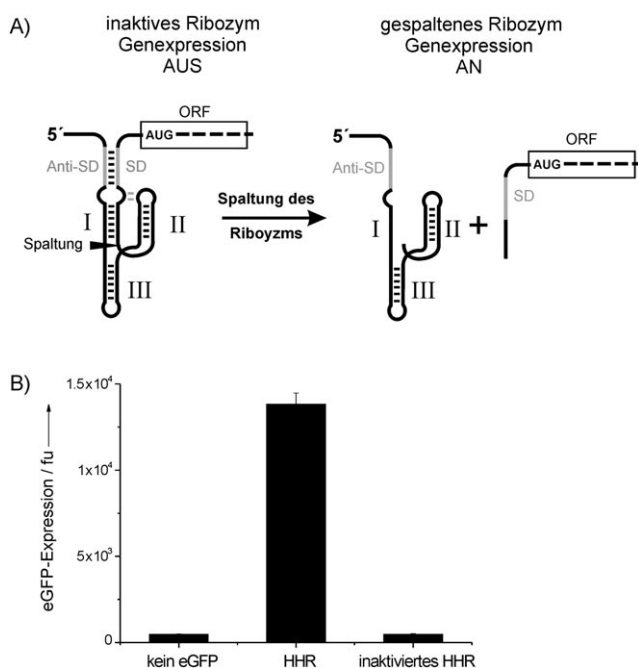 A)
inaktives Ribozym
Genexpression
AUS
gespaltenes Ribozym
Genexpression
AN
ORF
5´
AUG
Anti-SD
SD
I
II
Spaltung
III
Spaltung des
Riboyzms
5´
ORF
AUG
Anti-SD
SD
I
II
+
III
B)
eGFP-Expression / fu
1.5x10⁴
10⁴
5x10³
0
kein eGFP
HHR
inaktiviertes HHR